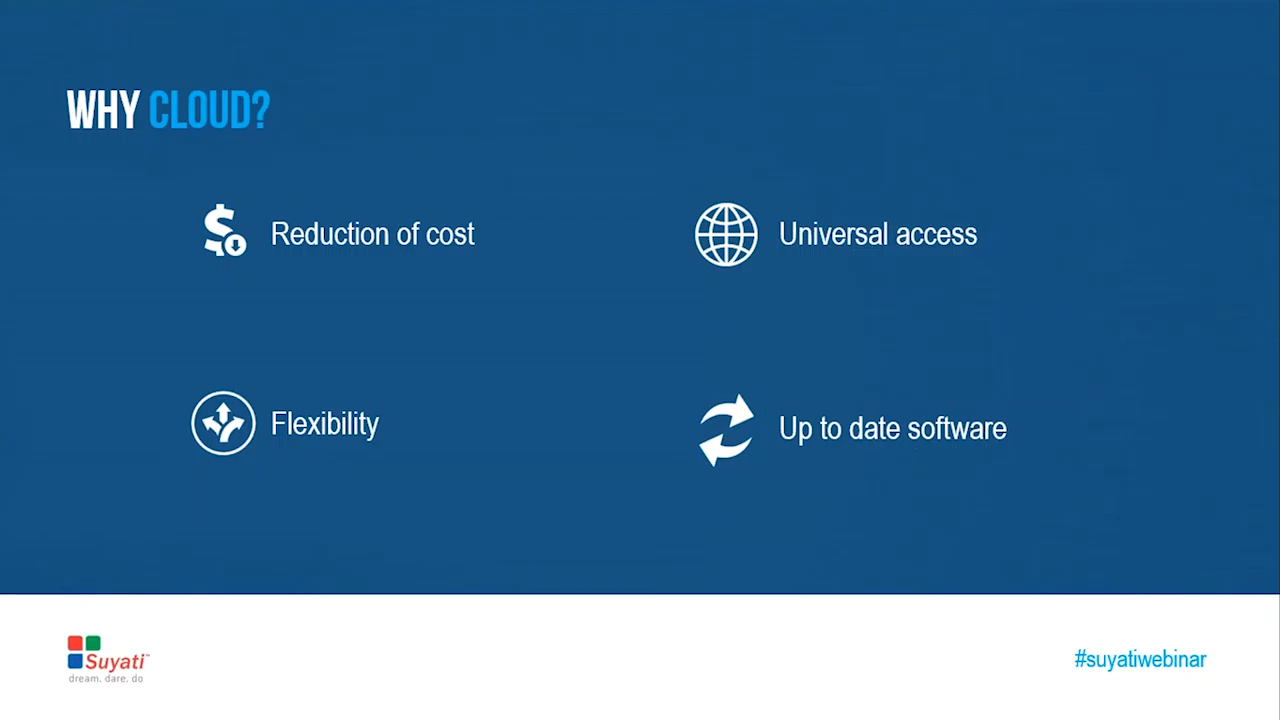 WHY CLOUD?
Reduction of cost
Universal access
Flexibility
Up to date software
Suyati™
dream. dare. do
#suyatiwebinar